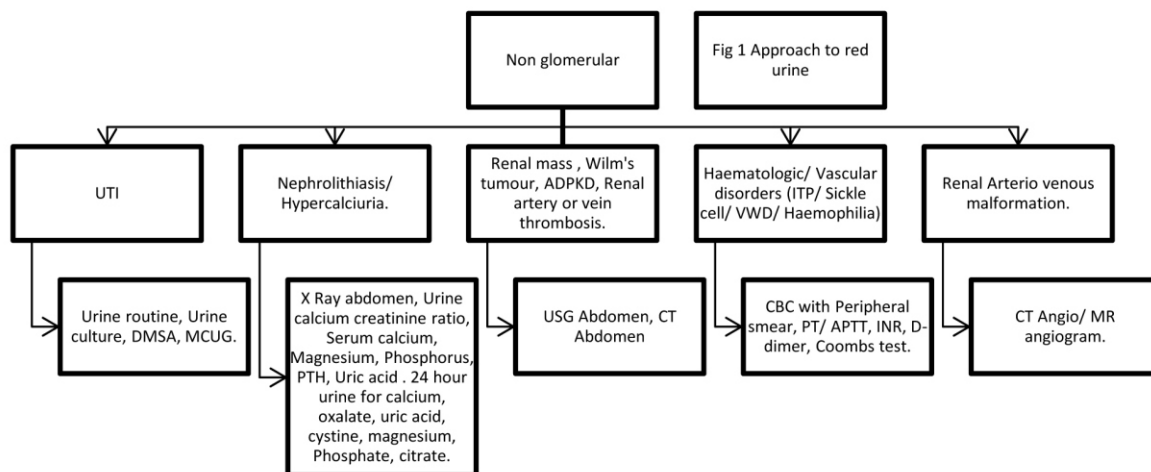 Non glomerular
Fig 1 Approach to red
urine
UTI
Nephrolithiasis/
Hypercalciuria.
Renal mass , Wilm's
tumour, ADPKD, Renal
artery or vein
thrombosis.
Haematologic/ Vascular
disorders (ITP/ Sickle
cell/ VWD/ Haemophilia)
Renal Arterio venous
malformation.
Urine routine, Urine
culture, DMSA, MCUG.
X Ray abdomen, Urine
calcium creatinine ratio,
Serum calcium,
Magnesium, Phosphorus,
PTH, Uric acid . 24 hour
urine for calcium,
oxalate, uric acid,
cystine, magnesium,
Phosphate, citrate.
USG Abdomen, CT
Abdomen
CBC with Peripheral
smear, PT/ APTT, INR, D-
dimer, Coombs test.
CT Angio/ MR
angiogram.